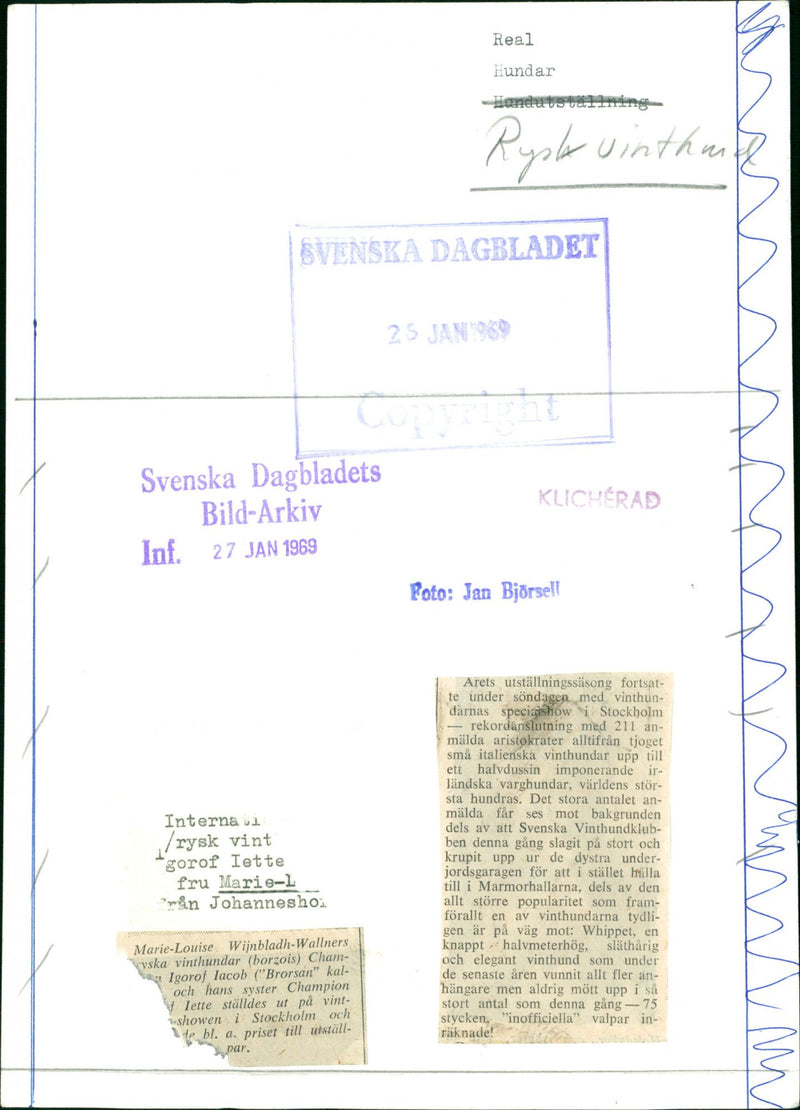 Real
Hundar
Hundutställning
Rysk vinthund
SVENSKA DAGBLADET
25 JAN 1969
Copyright
Svenska Dagbladets
Bild-Arkiv
Inf. 27 JAN 1969
KLICHÉRAD
Foto: Jan Björsell
Årets utställningssäsong fortsat-
te under söndagen med vinthun-
darnas specialshow i Stockholm
— rekordanslutning med 211 an-
mälda aristokrater alltifrån tjoget
små italienska vinthundar upp till
ett halvdussin imponerande ir-
ländska varghundar, världens stör-
sta hundras. Det stora antalet an-
mälda får ses mot bakgrunden
dels av att Svenska Vinthundklub-
ben denna gång slagit på stort och
krupit upp ur de dystra under-
jordsgaragen för att i stället hålla
till i Marmorhallarna, dels av den
allt större popularitet som fram-
förallt en av vinthundarna tydli-
gen är på väg mot: Whippet, en
knappt halvmeterhög, släthårig
och elegant vinthund som under
de senaste åren vunnit allt fler an-
hängare men aldrig mött upp i så
stort antal som denna gång — 75
stycken, "inofficiella" valpar in-
räknade!
Internati
/rysk vint
Igorof Iette
fru Marie-L
från Johanneshov
Marie-Louise Wijnbladh-Wallners
ryska vinthundar (borzois) Cham-
Igorof Iacob ("Brorsan" kal-
och hans syster Champion
f Iette ställdes ut på vint-
-showen i Stockholm och
de bl. a. priset till utställ-
par.